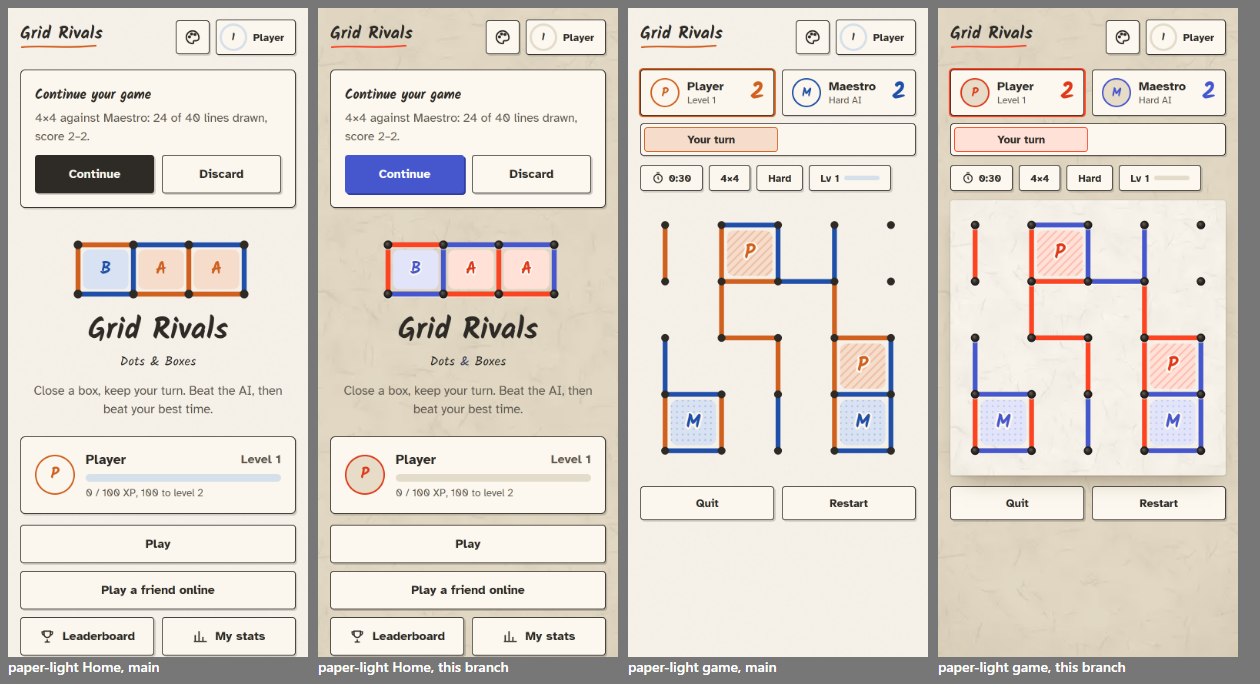 Grid Rivals
1
Player
Continue your game
4×4 against Maestro: 24 of 40 lines drawn,
score 2–2.
Continue
Discard
B
A
A
Grid Rivals
Dots & Boxes
Close a box, keep your turn. Beat the AI, then
beat your best time.
P
Player
Level 1
0 / 100 XP, 100 to level 2
Play
Play a friend online
Leaderboard
My stats
paper-light Home, main
Grid Rivals
1
Player
Continue your game
4×4 against Maestro: 24 of 40 lines drawn,
score 2–2.
Continue
Discard
B
A
A
Grid Rivals
Dots & Boxes
Close a box, keep your turn. Beat the AI, then
beat your best time.
P
Player
Level 1
0 / 100 XP, 100 to level 2
Play
Play a friend online
Leaderboard
My stats
paper-light Home, this branch
Grid Rivals
1
Player
P
Player
Level 1
2
M
Maestro
Hard AI
2
Your turn
0:30
4×4
Hard
Lv 1
P
P
M
M
Quit
Restart
paper-light game, main
Grid Rivals
1
Player
P
Player
Level 1
2
M
Maestro
Hard AI
2
Your turn
0:30
4×4
Hard
Lv 1
P
P
M
M
Quit
Restart
paper-light game, this branch